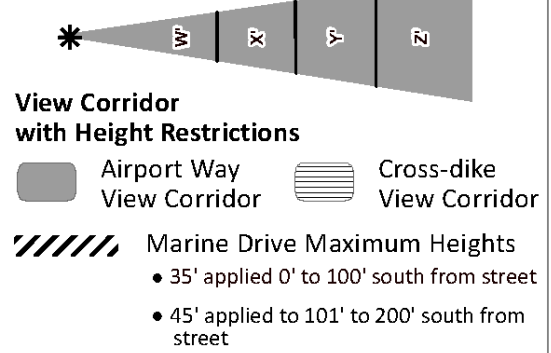 W' X' Y' Z'
View Corridor
with Height Restrictions
Airport Way
View Corridor
Cross-dike
View Corridor
Marine Drive Maximum Heights
• 35' applied 0' to 100' south from street
• 45' applied to 101' to 200' south from
street